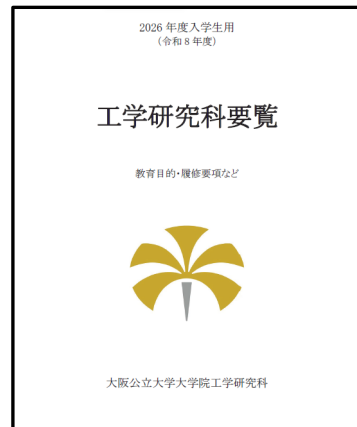 2026 年度入学生用
（令和 8 年度）
工学研究科要覧
教育目的・履修要項など
大阪公立大学大学院工学研究科